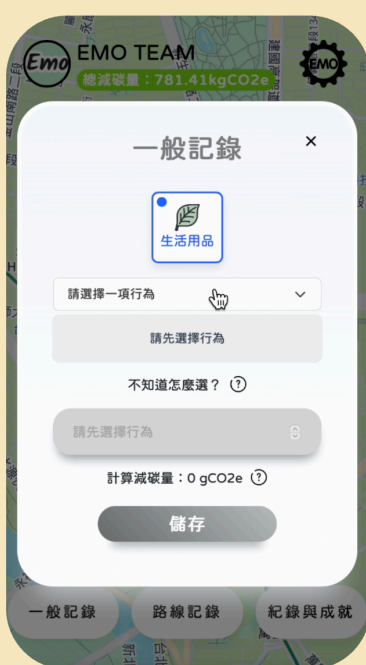 Emo
EMO TEAM
EMO
總減碳量：781.41kgCO2e
一般記錄
×
生活用品
請選擇一項行為
請先選擇行為
不知道怎麼選？ ?
請先選擇行為
計算減碳量：0 gCO2e ?
儲存
一般記錄
路線記錄
紀錄與成就